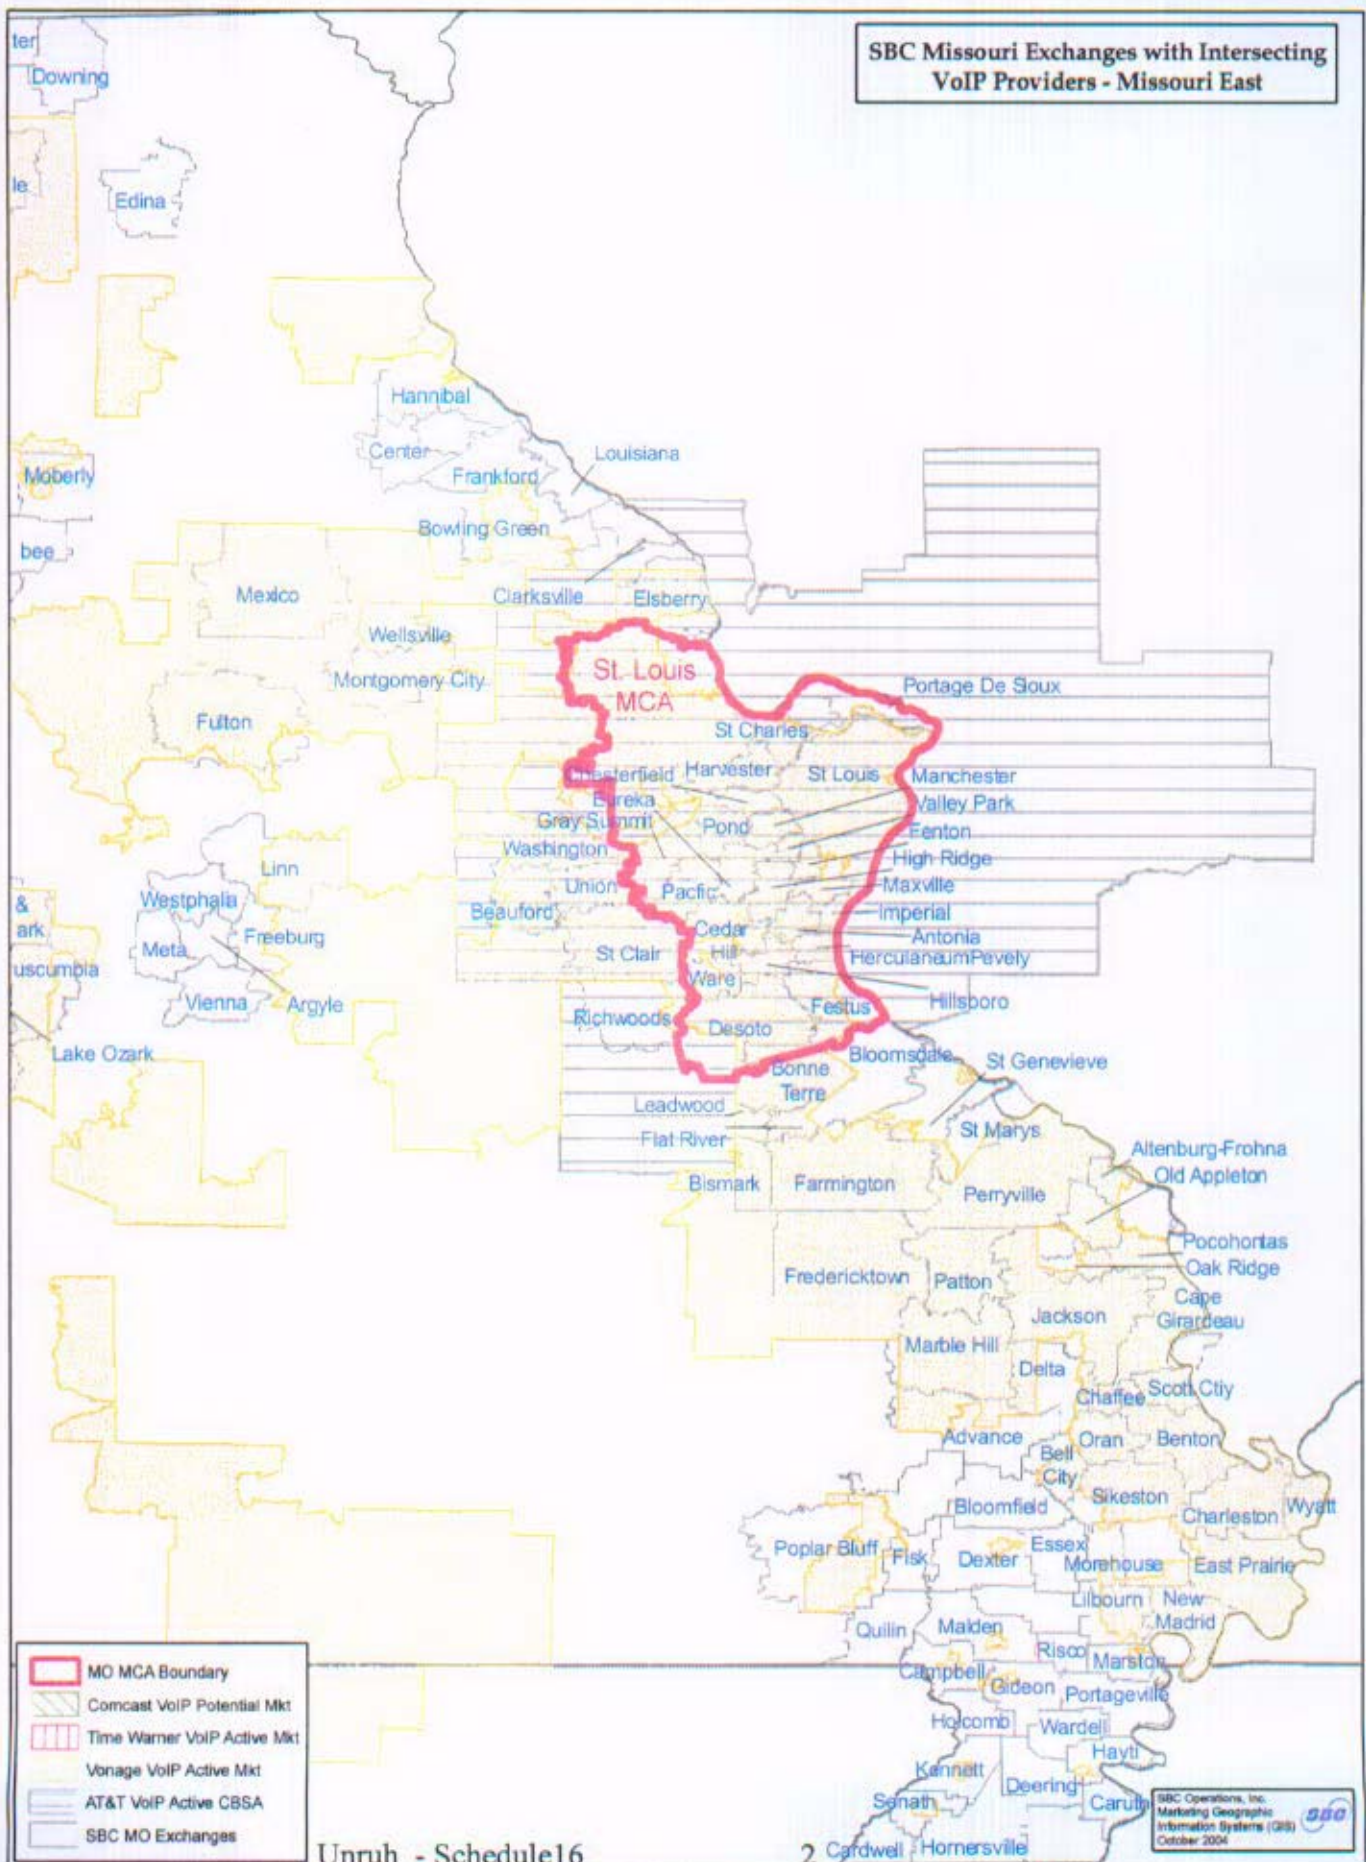 SBC Missouri Exchanges with Intersecting
VoIP Providers - Missouri East
ter
Downing
le
Edina
Hannibal
Center
Louisiana
Frankford
Moberly
Bowling Green
bee
Mexico
Clarksville
Elsberry
Wellsville
St. Louis
MCA
Montgomery City
Portage De Sioux
Fulton
St Charles
Chesterfield
Harvester
St Louis
Manchester
Eureka
Valley Park
Gray Summit
Pond
Fenton
Washington
High Ridge
Linn
Union
Pacific
Maxville
Westphalia
Beauford
Imperial
&
ark
Cedar
Hill
Antonia
Freeburg
Meta
St Clair
Herculaneum
Pevely
uscumbia
Ware
Vienna
Argyle
Festus
Hillsboro
Richwoods
Desoto
Lake Ozark
Bloomsdale
St Genevieve
Bonne
Terre
Leadwood
St Marys
Flat River
Altenburg-Frohna
Old Appleton
Bismark
Farmington
Perryville
Pocohontas
Oak Ridge
Fredericktown
Patton
Cape
Girardeau
Jackson
Marble Hill
Delta
Scott Ctiy
Chaffee
Advance
Oran
Benton
Bell
City
Sikeston
Bloomfield
Charleston
Wyatt
Poplar Bluff
Fisk
Dexter
Essex
Morehouse
East Prairie
Lilbourn
New
Madrid
Quilin
Malden
Risco
Marston
Campbell
Gideon
Portageville
Holcomb
Wardell
Hayti
Kennett
Deering
Senath
Caruth
Cardwell
Hornersville
MO MCA Boundary
Comcast VoIP Potential Mkt
Time Warner VoIP Active Mkt
Vonage VoIP Active Mkt
AT&T VoIP Active CBSA
SBC MO Exchanges
SBC Operations, Inc.
Marketing Geographic
Information Systems (GIS)
October 2004
SBC
Unruh - Schedule16
2